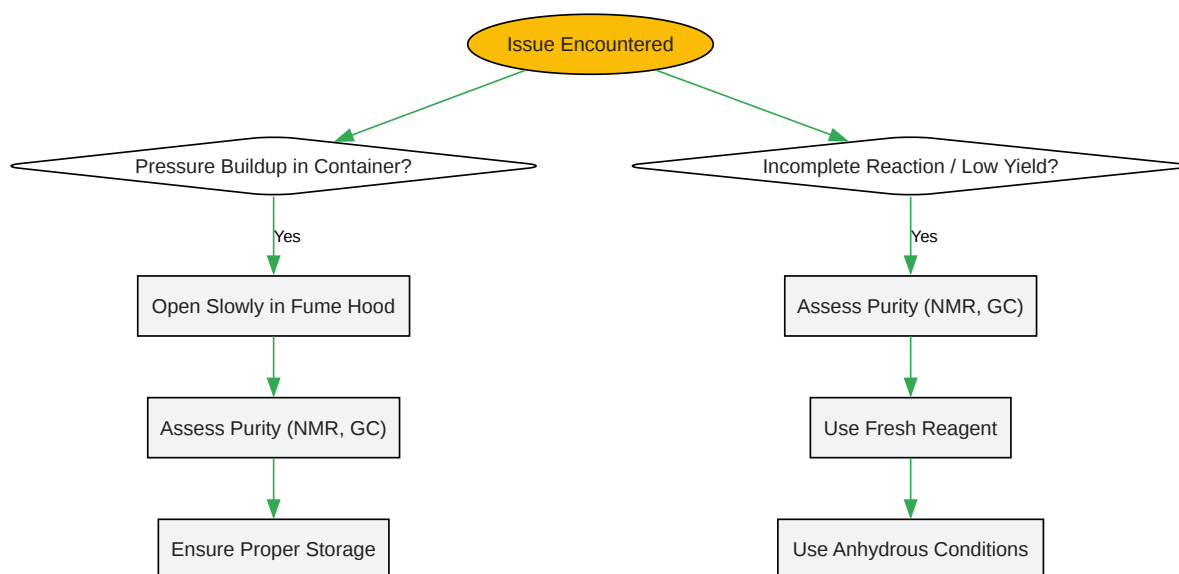 Issue Encountered
Pressure Buildup in Container?
Incomplete Reaction / Low Yield?
Yes
Yes
Open Slowly in Fume Hood
Assess Purity (NMR, GC)
Assess Purity (NMR, GC)
Use Fresh Reagent
Ensure Proper Storage
Use Anhydrous Conditions